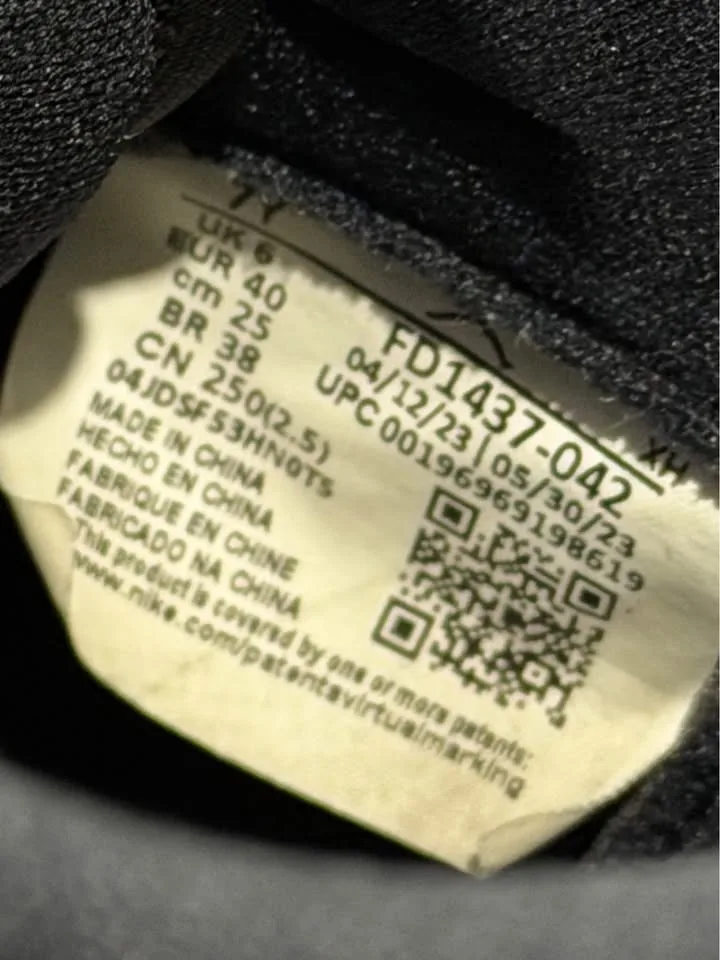 7Y
UK 6
EUR 40
cm 25
BR 38
CN 250(2.5)
04JDSF53HN0TS
MADE IN CHINA
HECHO EN CHINA
FABRIQUE EN CHINE
FABRICADO NA CHINA
This product is covered by one or more patents:
www.nike.com/patentsvirtualmarking
XH
FD1437-042
04/12/23 | 05/30/23
UPC 00196969198619